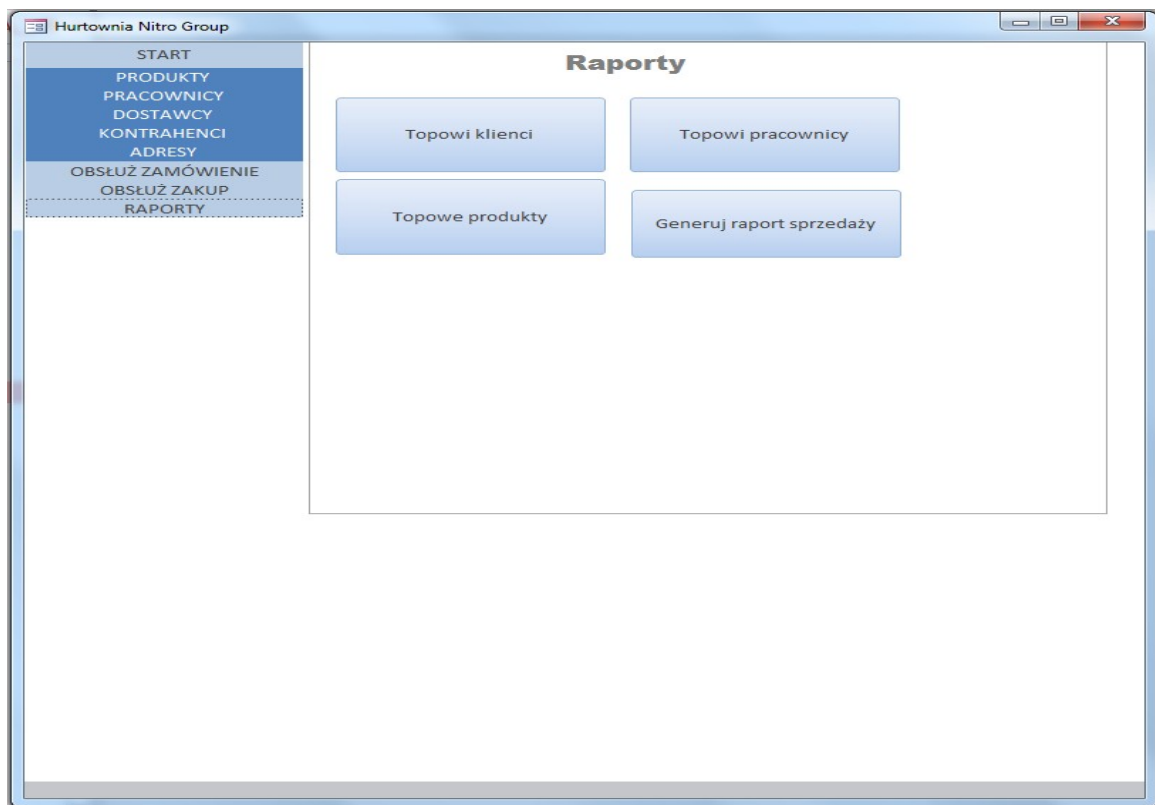 Hurtownia Nitro Group
START
PRODUKTY
PRACOWNICY
DOSTAWCY
KONTRAHENCI
ADRESY
OBSŁUŻ ZAMÓWIENIE
OBSŁUŻ ZAKUP
RAPORTY
Raporty
Topowi klienci
Topowi pracownicy
Topowe produkty
Generuj raport sprzedaży